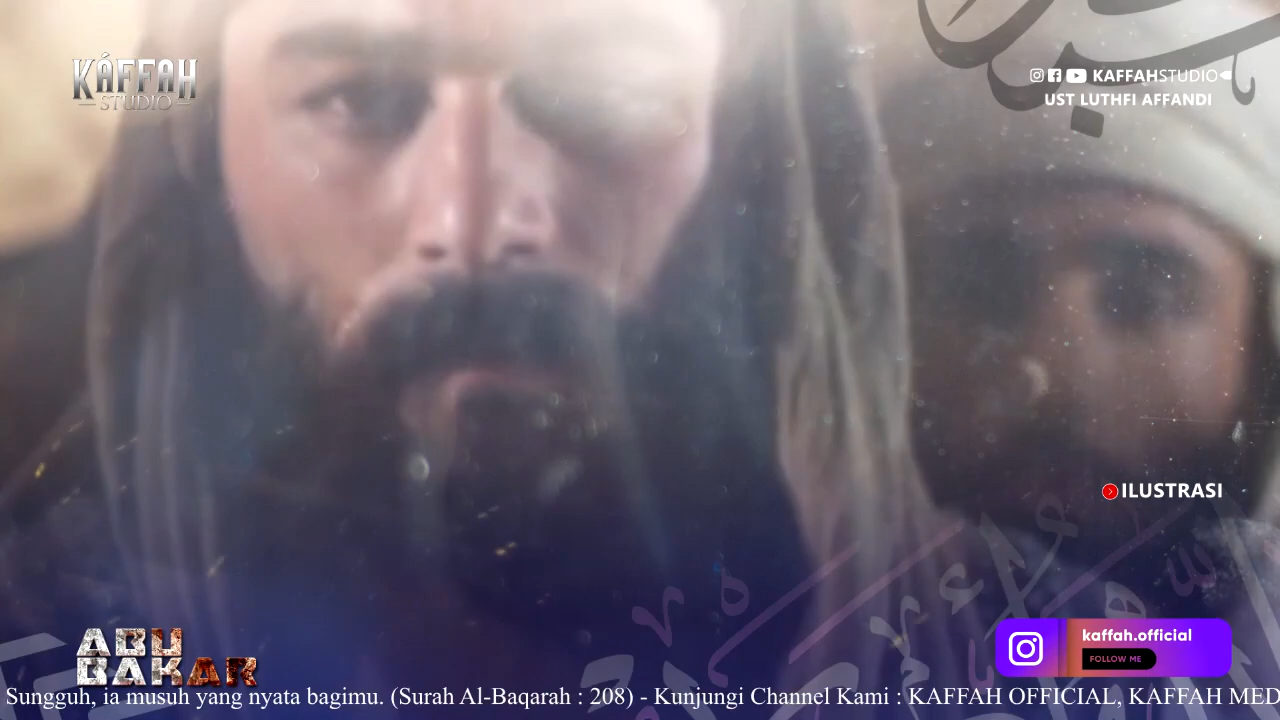 KÁFFAH
STUDIO
KAFFAHSTUDIO
UST LUTHFI AFFANDI
ILUSTRASI
kaffah.official
FOLLOW ME
ABU
BAKAR
Sungguh, ia musuh yang nyata bagimu. (Surah Al-Baqarah : 208) - Kunjungi Channel Kami : KAFFAH OFFICIAL, KAFFAH MED